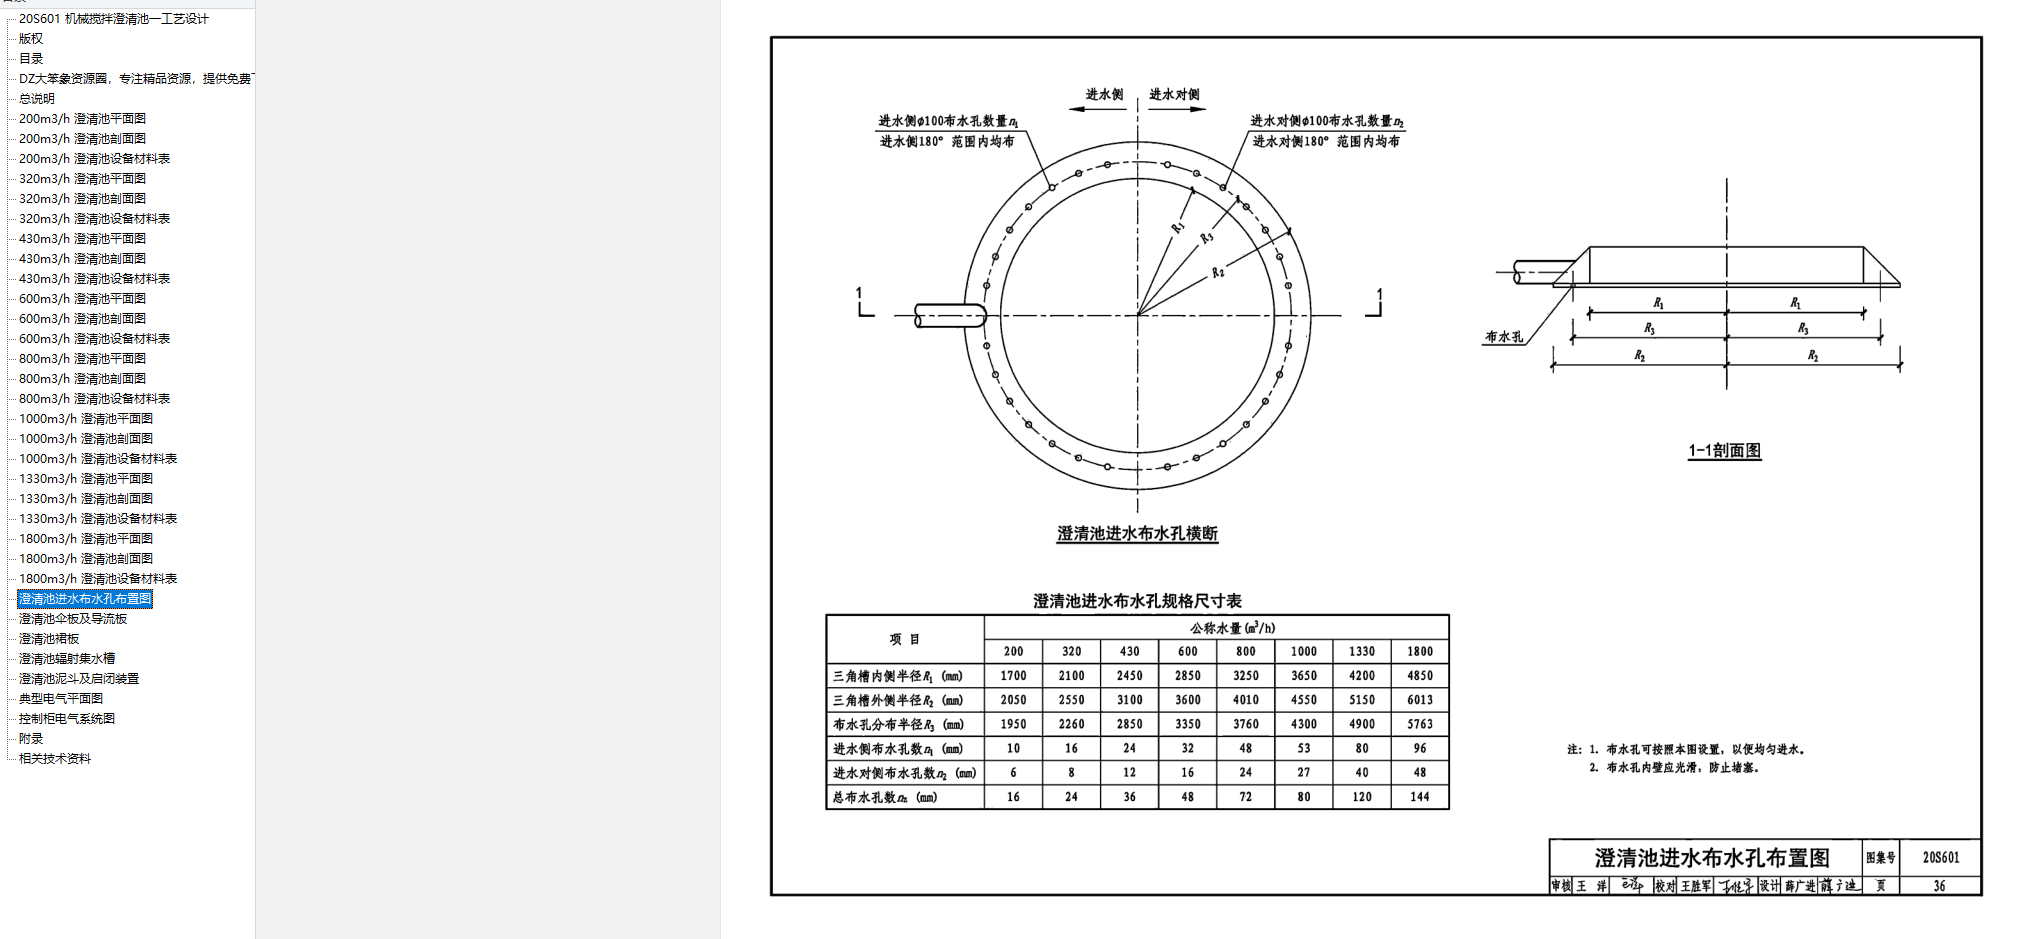 20S601 机械搅拌澄清池一工艺设计
版权
目录
DZ大笨象资源圈，专注精品资源，提供免费下
总说明
200m3/h 澄清池平面图
200m3/h 澄清池剖面图
200m3/h 澄清池设备材料表
320m3/h 澄清池平面图
320m3/h 澄清池剖面图
320m3/h 澄清池设备材料表
430m3/h 澄清池平面图
430m3/h 澄清池剖面图
430m3/h 澄清池设备材料表
600m3/h 澄清池平面图
600m3/h 澄清池剖面图
600m3/h 澄清池设备材料表
800m3/h 澄清池平面图
800m3/h 澄清池剖面图
800m3/h 澄清池设备材料表
1000m3/h 澄清池平面图
1000m3/h 澄清池剖面图
1000m3/h 澄清池设备材料表
1330m3/h 澄清池平面图
1330m3/h 澄清池剖面图
1330m3/h 澄清池设备材料表
1800m3/h 澄清池平面图
1800m3/h 澄清池剖面图
1800m3/h 澄清池设备材料表
澄清池进水布水孔布置图
澄清池伞板及导流板
澄清池裙板
澄清池辐射集水槽
澄清池泥斗及启闭装置
典型电气平面图
控制柜电气系统图
附录
相关技术资料
进水侧 进水对侧
进水侧ø100布水孔数量n₁
进水侧180° 范围内均布
进水对侧ø100布水孔数量n₂
进水对侧180° 范围内均布
R₁
R₃
R₂
1 1
澄清池进水布水孔横断
布水孔
R₁ R₁
R₃ R₃
R₂ R₂
1-1剖面图
澄清池进水布水孔规格尺寸表
项 目 公称水量(m³/h)
200 320 430 600 800 1000 1330 1800
三角槽内侧半径R₁ (mm) 1700 2100 2450 2850 3250 3650 4200 4850
三角槽外侧半径R₂ (mm) 2050 2550 3100 3600 4010 4550 5150 6013
布水孔分布半径R₃ (mm) 1950 2260 2850 3350 3760 4300 4900 5763
进水侧布水孔数n₁ (mm) 10 16 24 32 48 53 80 96
进水对侧布水孔数n₂ (mm) 6 8 12 16 24 27 40 48
总布水孔数n_Σ (mm) 16 24 36 48 72 80 120 144
注: 1. 布水孔可按照本图设置, 以便均匀进水。
2. 布水孔内壁应光滑, 防止堵塞。
澄清池进水布水孔布置图 图集号 20S601
审核 王 洋 校对 王胜军 设计 薛广进 薛广进 页 36